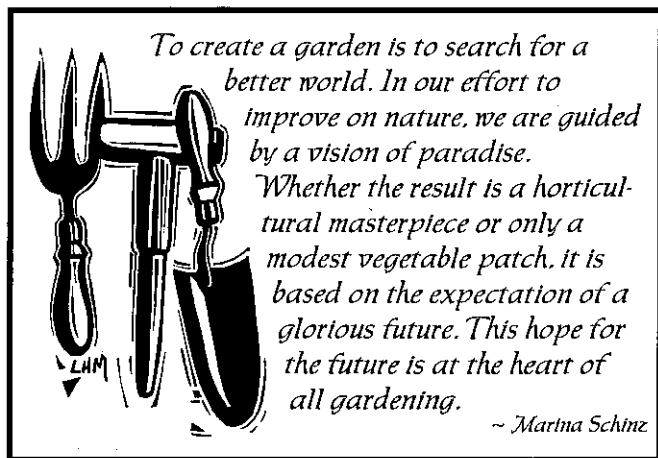 To create a garden is to search for a
better world. In our effort to
improve on nature, we are guided
by a vision of paradise.
Whether the result is a horticul-
tural masterpiece or only a
modest vegetable patch, it is
based on the expectation of a
glorious future. This hope for
the future is at the heart of
all gardening.
~ Marina Schinz
LHM